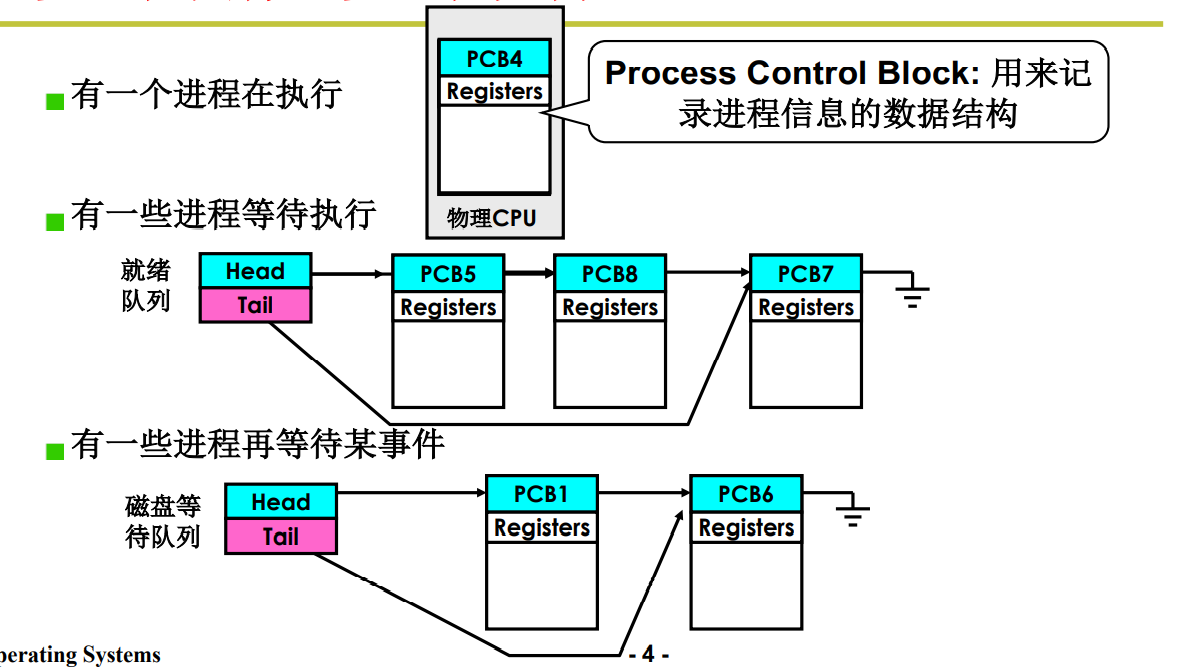 PCB4
Registers
物理CPU
Process Control Block: 用来记
录进程信息的数据结构
有一个进程在执行
有一些进程等待执行
就绪
队列
Head
Tail
PCB5
Registers
PCB8
Registers
PCB7
Registers
有一些进程再等待某事件
磁盘等
待队列
Head
Tail
PCB1
Registers
PCB6
Registers
perating Systems
- 4 -